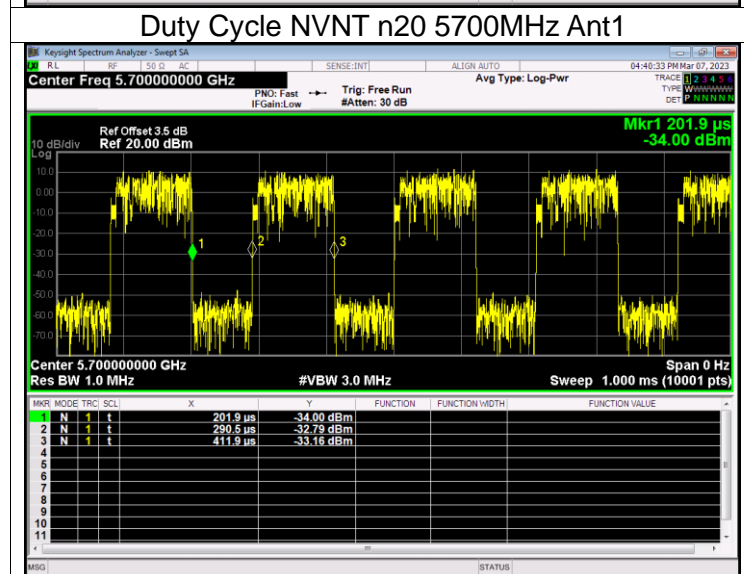 Duty Cycle NVNT n20 5700MHz Ant1
Keysight Spectrum Analyzer - Swept SA
RL RF 50 Ω AC SENSE:INT ALIGN AUTO 04:40:33 PM Mar 07, 2023
Center Freq 5.700000000 GHz Avg Type: Log-Pwr TRACE 1 2 3 4 5 6
PNO: Fast Trig: Free Run TYPE W
IFGain:Low #Atten: 30 dB DET P N N N N N
Ref Offset 3.5 dB Mkr1 201.9 µs
10 dB/div Ref 20.00 dBm -34.00 dBm
Log
10.0
0.00
-10.0
-20.0
-30.0
-40.0
-50.0
-60.0
-70.0
1 2 3
Center 5.700000000 GHz Span 0 Hz
Res BW 1.0 MHz #VBW 3.0 MHz Sweep 1.000 ms (10001 pts)
MKR MODE TRC SCL X Y FUNCTION FUNCTION WIDTH FUNCTION VALUE
1 N 1 t 201.9 µs -34.00 dBm
2 N 1 t 290.5 µs -32.79 dBm
3 N 1 t 411.9 µs -33.16 dBm
4
5
6
7
8
9
10
11
MSG STATUS